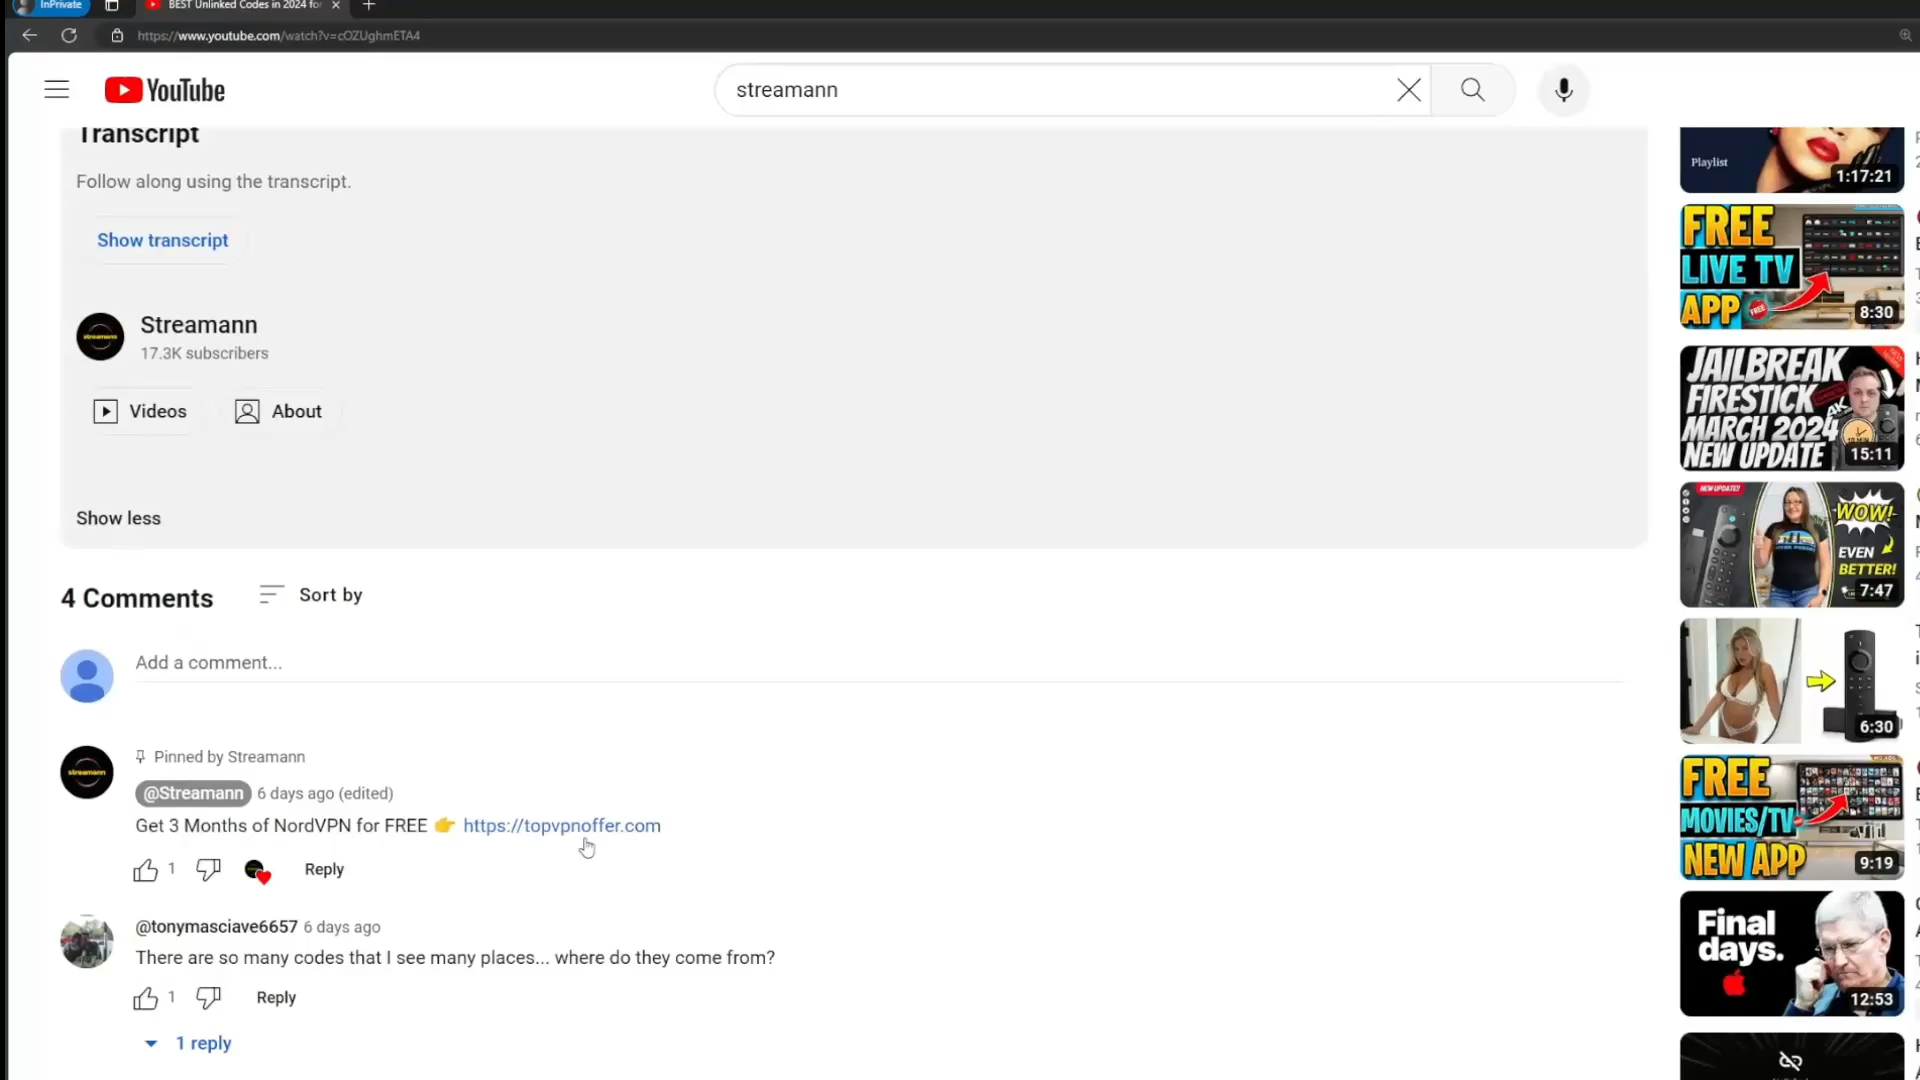 InPrivate
BEST Unlinked Codes in 2024 fo
https://www.youtube.com/watch?v=cOZUghmETA4
YouTube
streamann
Transcript
Follow along using the transcript.
Show transcript
Streamann
17.3K subscribers
Videos
About
Show less
4 Comments
Sort by
Add a comment...
Pinned by Streamann
@Streamann 6 days ago (edited)
Get 3 Months of NordVPN for FREE 👉 https://topvpnoffer.com
1
Reply
@tonymasciave6657 6 days ago
There are so many codes that I see many places... where do they come from?
1
Reply
1 reply
Playlist
1:17:21
FREE
LIVE TV
APP
FREE
8:30
JAILBREAK
FIRESTICK
4K
MARCH 2024
NEW UPDATE
15:11
NEW UPDATE!
WOW!
EVEN
BETTER!
7:47
6:30
FREE
MOVIES/TV
NEW APP
9:19
Final
days.
12:53